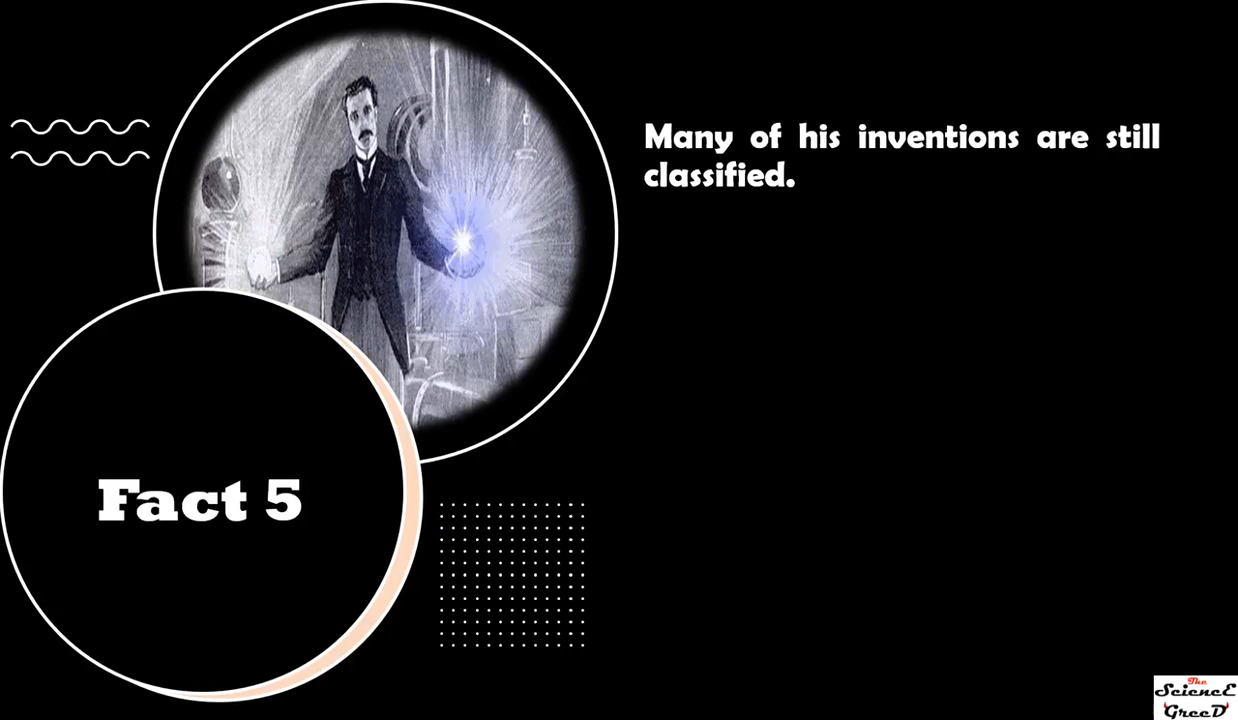 Many of his inventions are still
classified.
Fact 5
The
SciencE
GreeD